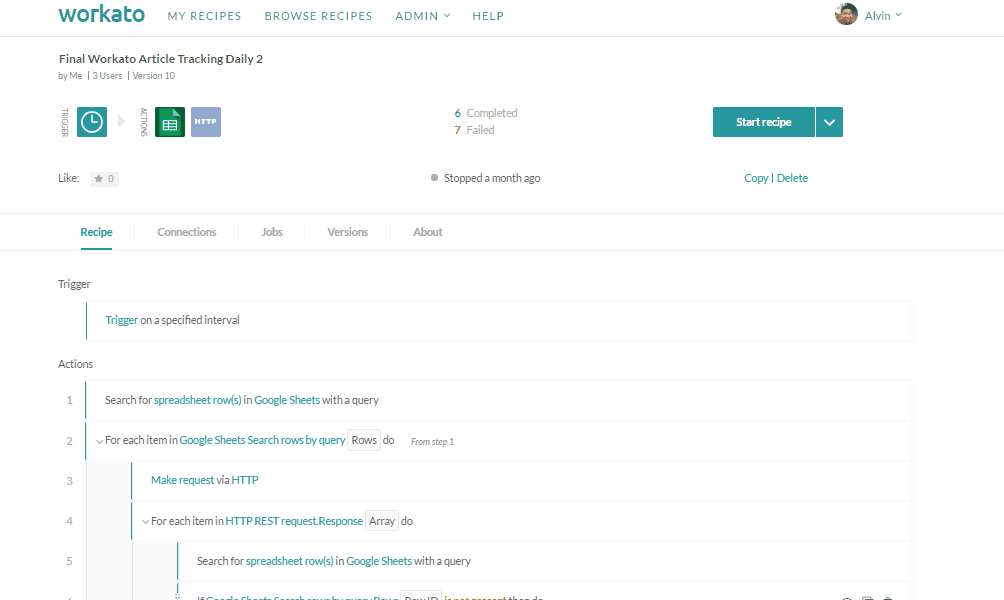 workato MY RECIPES BROWSE RECIPES ADMIN HELP Alvin
Final Workato Article Tracking Daily 2
by Me | 3 Users | Version 10
TRIGGER ACTIONS HTTP
6 Completed
7 Failed
Start recipe
Like: 0 Stopped a month ago Copy | Delete
Recipe Connections Jobs Versions About
Trigger
Trigger on a specified interval
Actions
1 Search for spreadsheet row(s) in Google Sheets with a query
2 For each item in Google Sheets Search rows by query Rows do From step 1
3 Make request via HTTP
4 For each item in HTTP REST request.Response Array do
5 Search for spreadsheet row(s) in Google Sheets with a query
If Google Sheets Search rows by query.Rows Row ID is not present then do